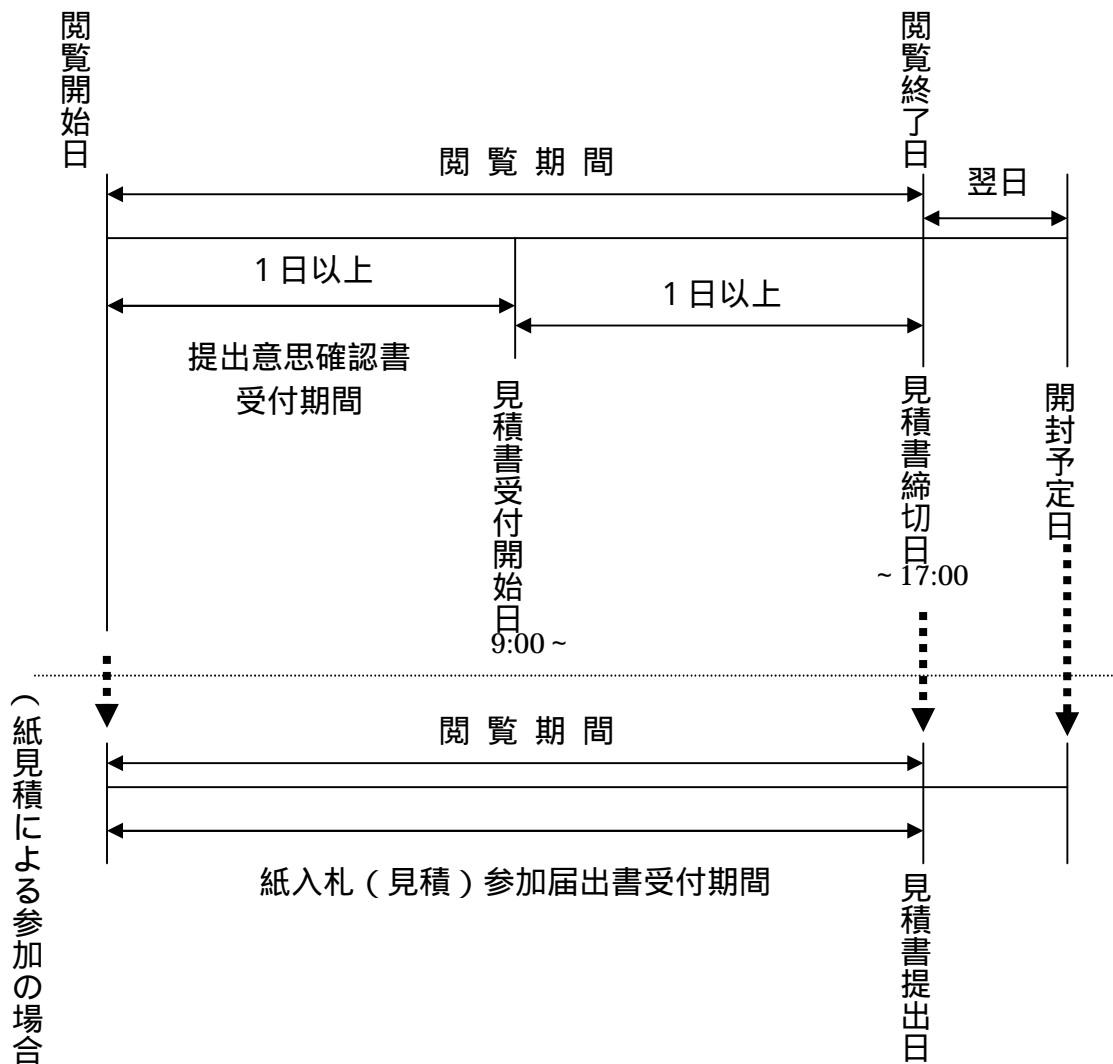 閲覧開始日
閲覧終了日
閲 覧 期 間
翌日
1日以上
1日以上
提出意思確認書
受付期間
見積書受付開始日
9:00~
見積書締切日
~17:00
開封予定日
(紙見積による参加の場合
閲 覧 期 間
紙入札(見積)参加届出書受付期間
見積書提出日